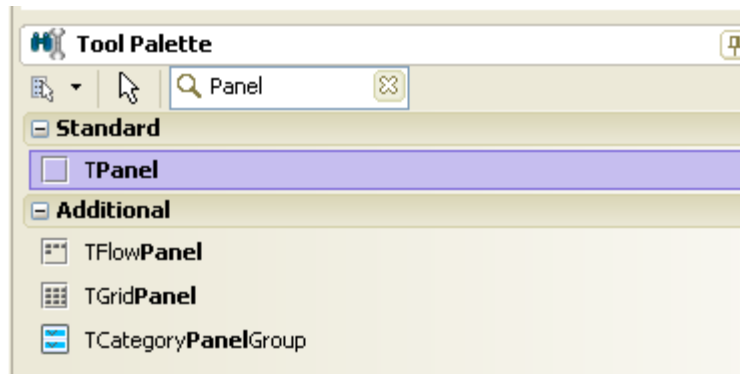 Tool Palette
Panel
Standard
TPanel
Additional
TFlowPanel
TGridPanel
TCategoryPanelGroup